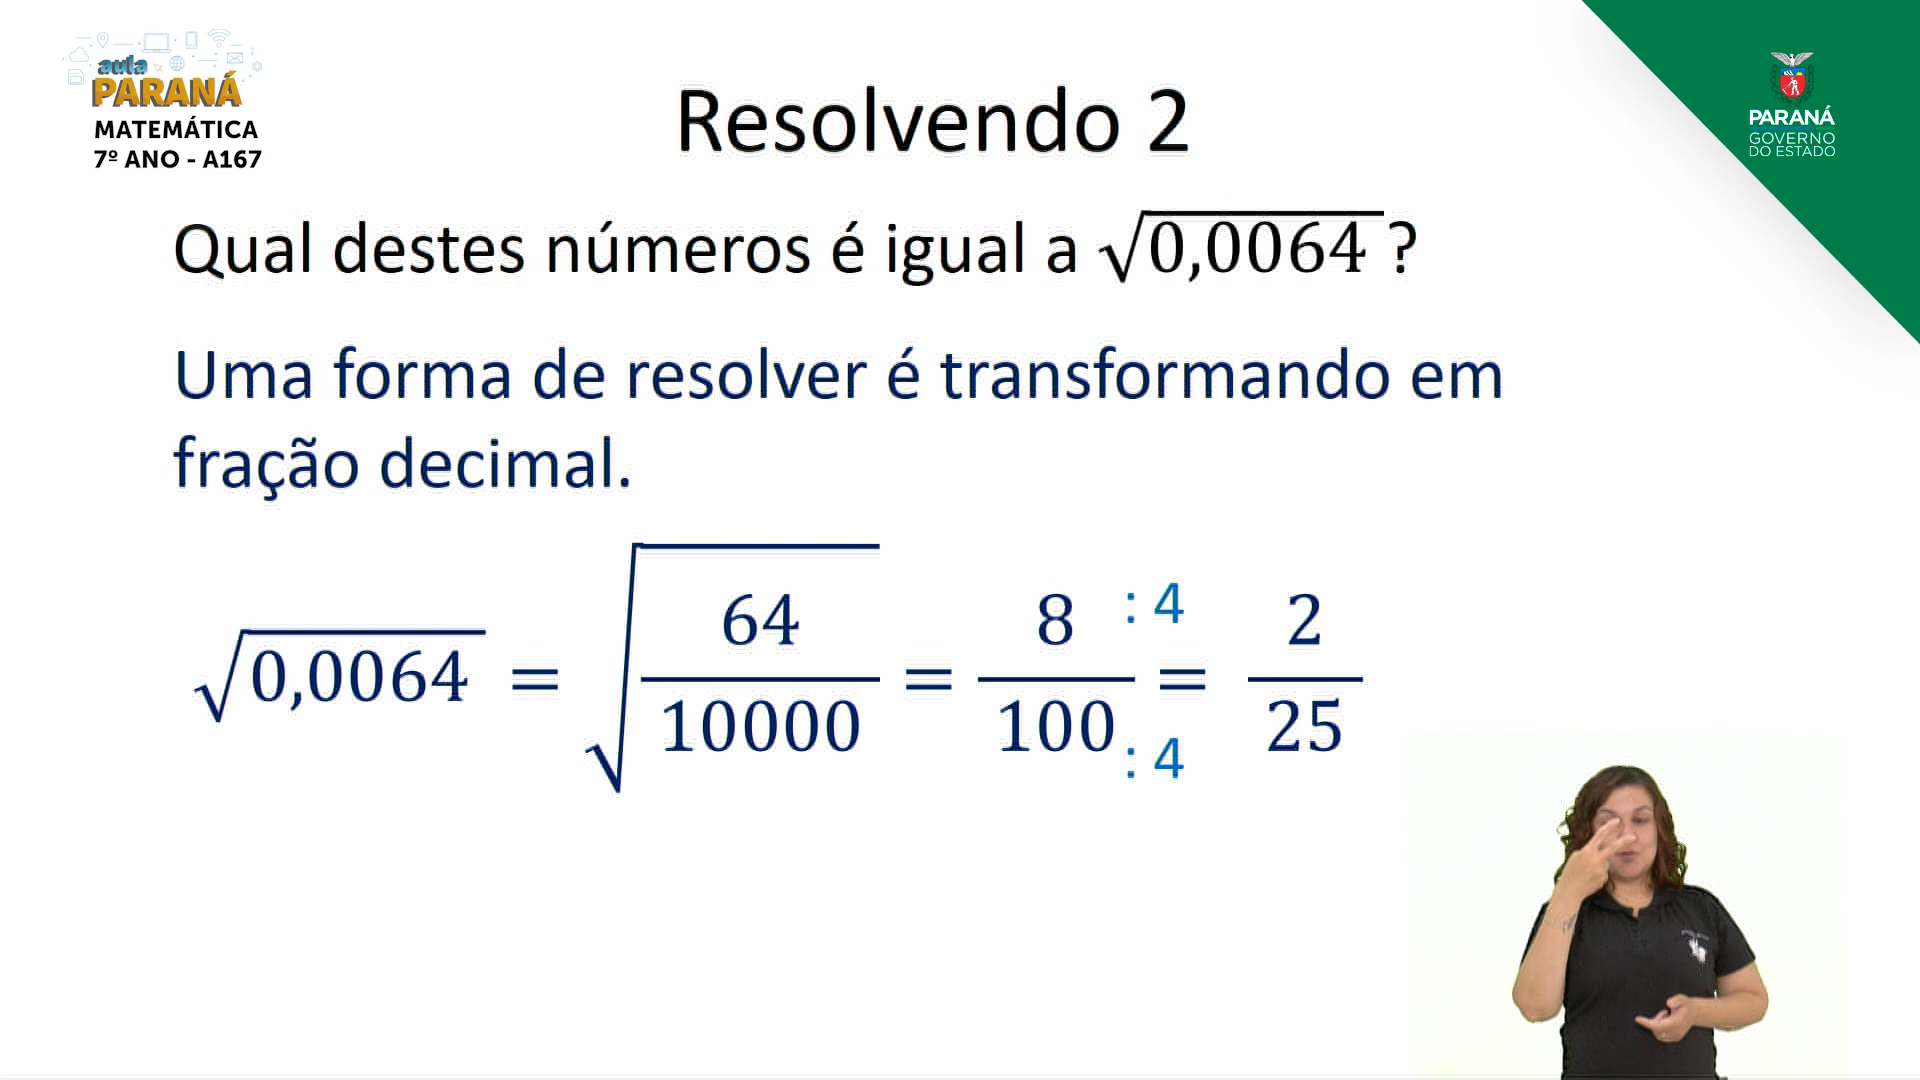 aula
PARANÁ
MATEMÁTICA
7º ANO - A167
PARANÁ
GOVERNO
DO ESTADO
Resolvendo 2
Qual destes números é igual a √0,0064 ?
Uma forma de resolver é transformando em
fração decimal.
√0,0064 = √(64/10000) = 8/100 :4 :4 = 2/25